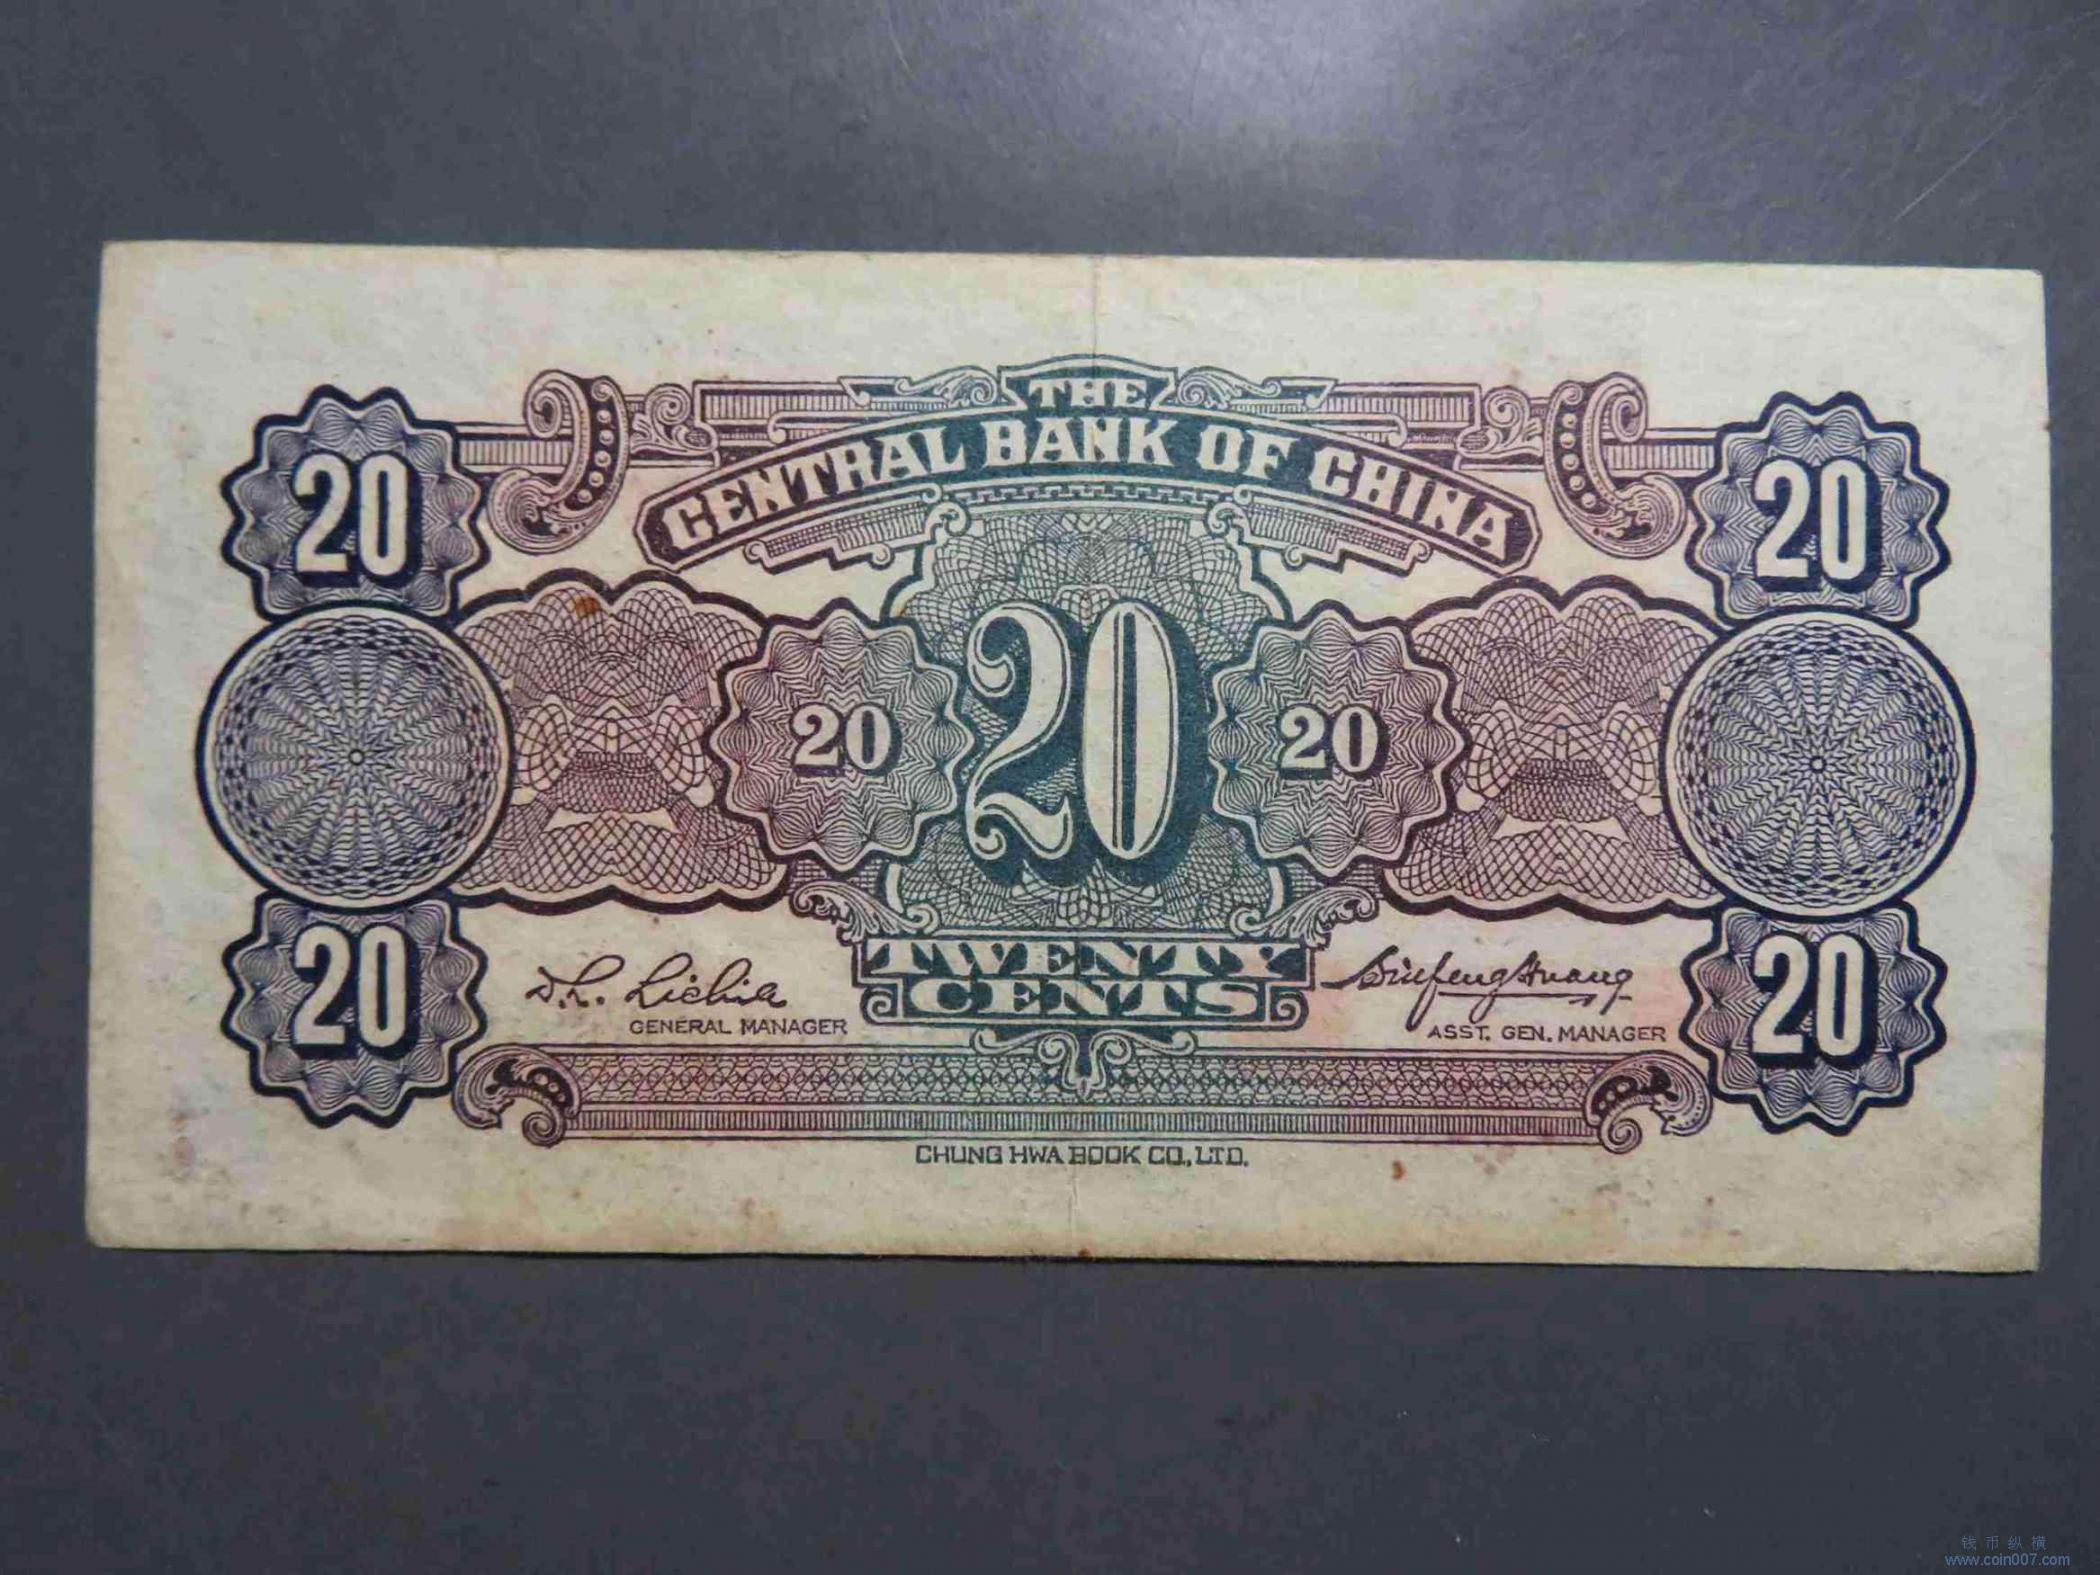 THE
CENTRAL BANK OF CHINA
20
20
20
20
20
TWENTY
CENTS
GENERAL MANAGER
ASST. GEN. MANAGER
20
20
CHUNG HWA BOOK CO., LTD.
钱币纵横
www.coin007.com